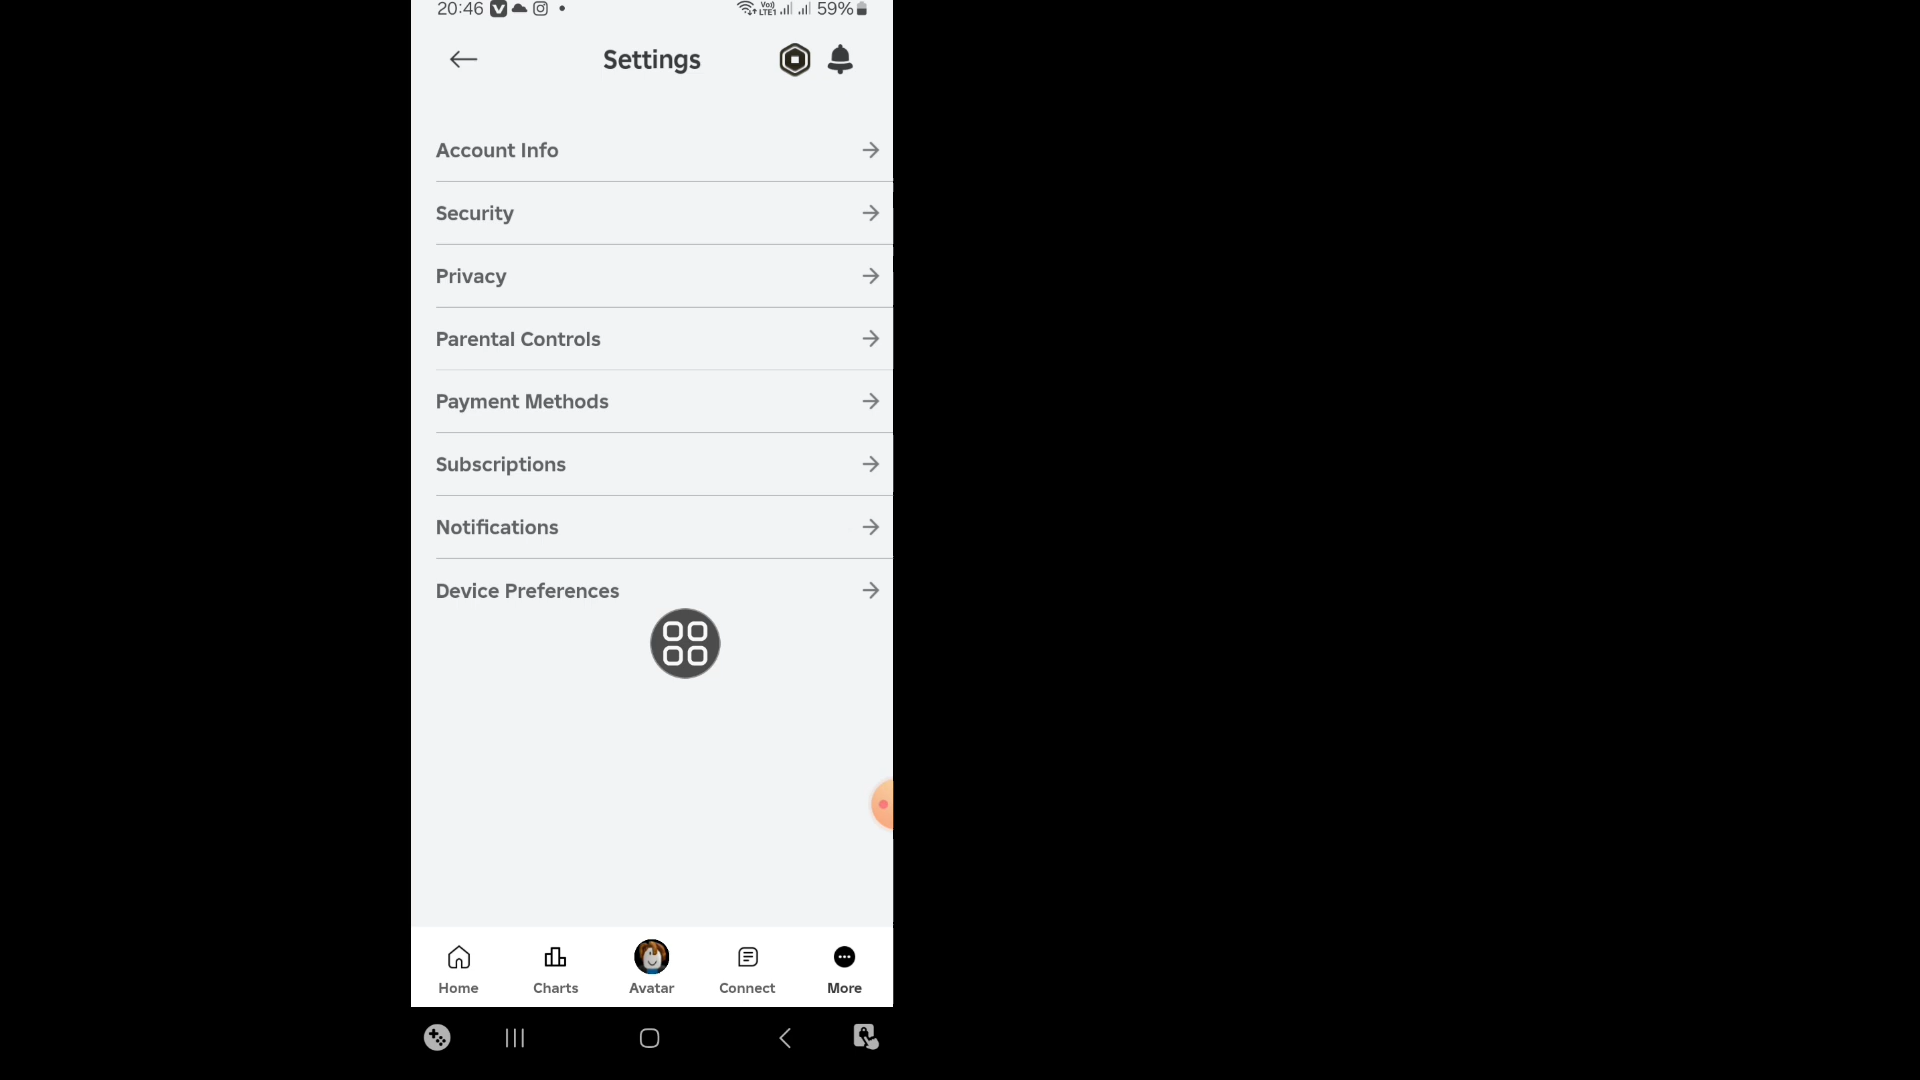 20:46 59%
Settings
Account Info
Security
Privacy
Parental Controls
Payment Methods
Subscriptions
Notifications
Device Preferences
Home Charts Avatar Connect More